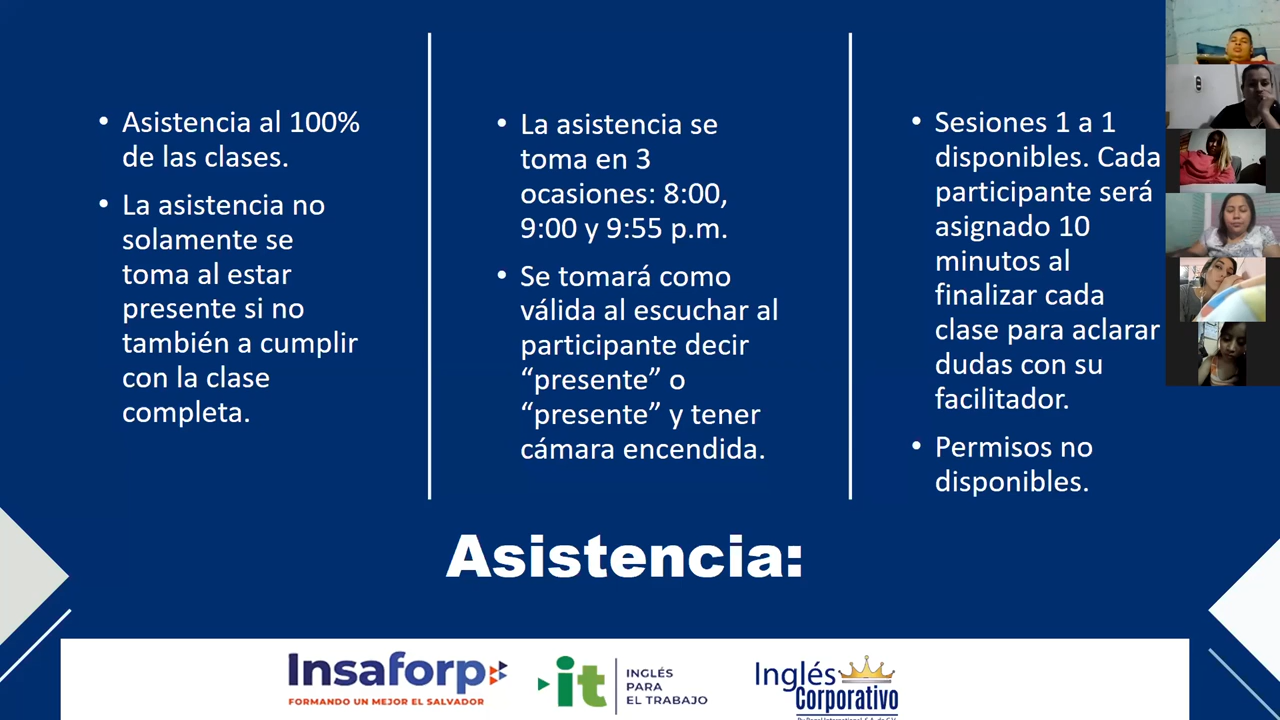 • Asistencia al 100%
de las clases.
• La asistencia no
solamente se
toma al estar
presente si no
también a cumplir
con la clase
completa.
• La asistencia se
toma en 3
ocasiones: 8:00,
9:00 y 9:55 p.m.
• Se tomará como
válida al escuchar al
participante decir
“presente” o
“presente” y tener
cámara encendida.
• Sesiones 1 a 1
disponibles. Cada
participante será
asignado 10
minutos al
finalizar cada
clase para aclarar
dudas con su
facilitador.
• Permisos no
disponibles.
Asistencia:
Insaforp
FORMANDO UN MEJOR EL SALVADOR
it
INGLÉS
PARA
EL TRABAJO
Inglés
Corporativo